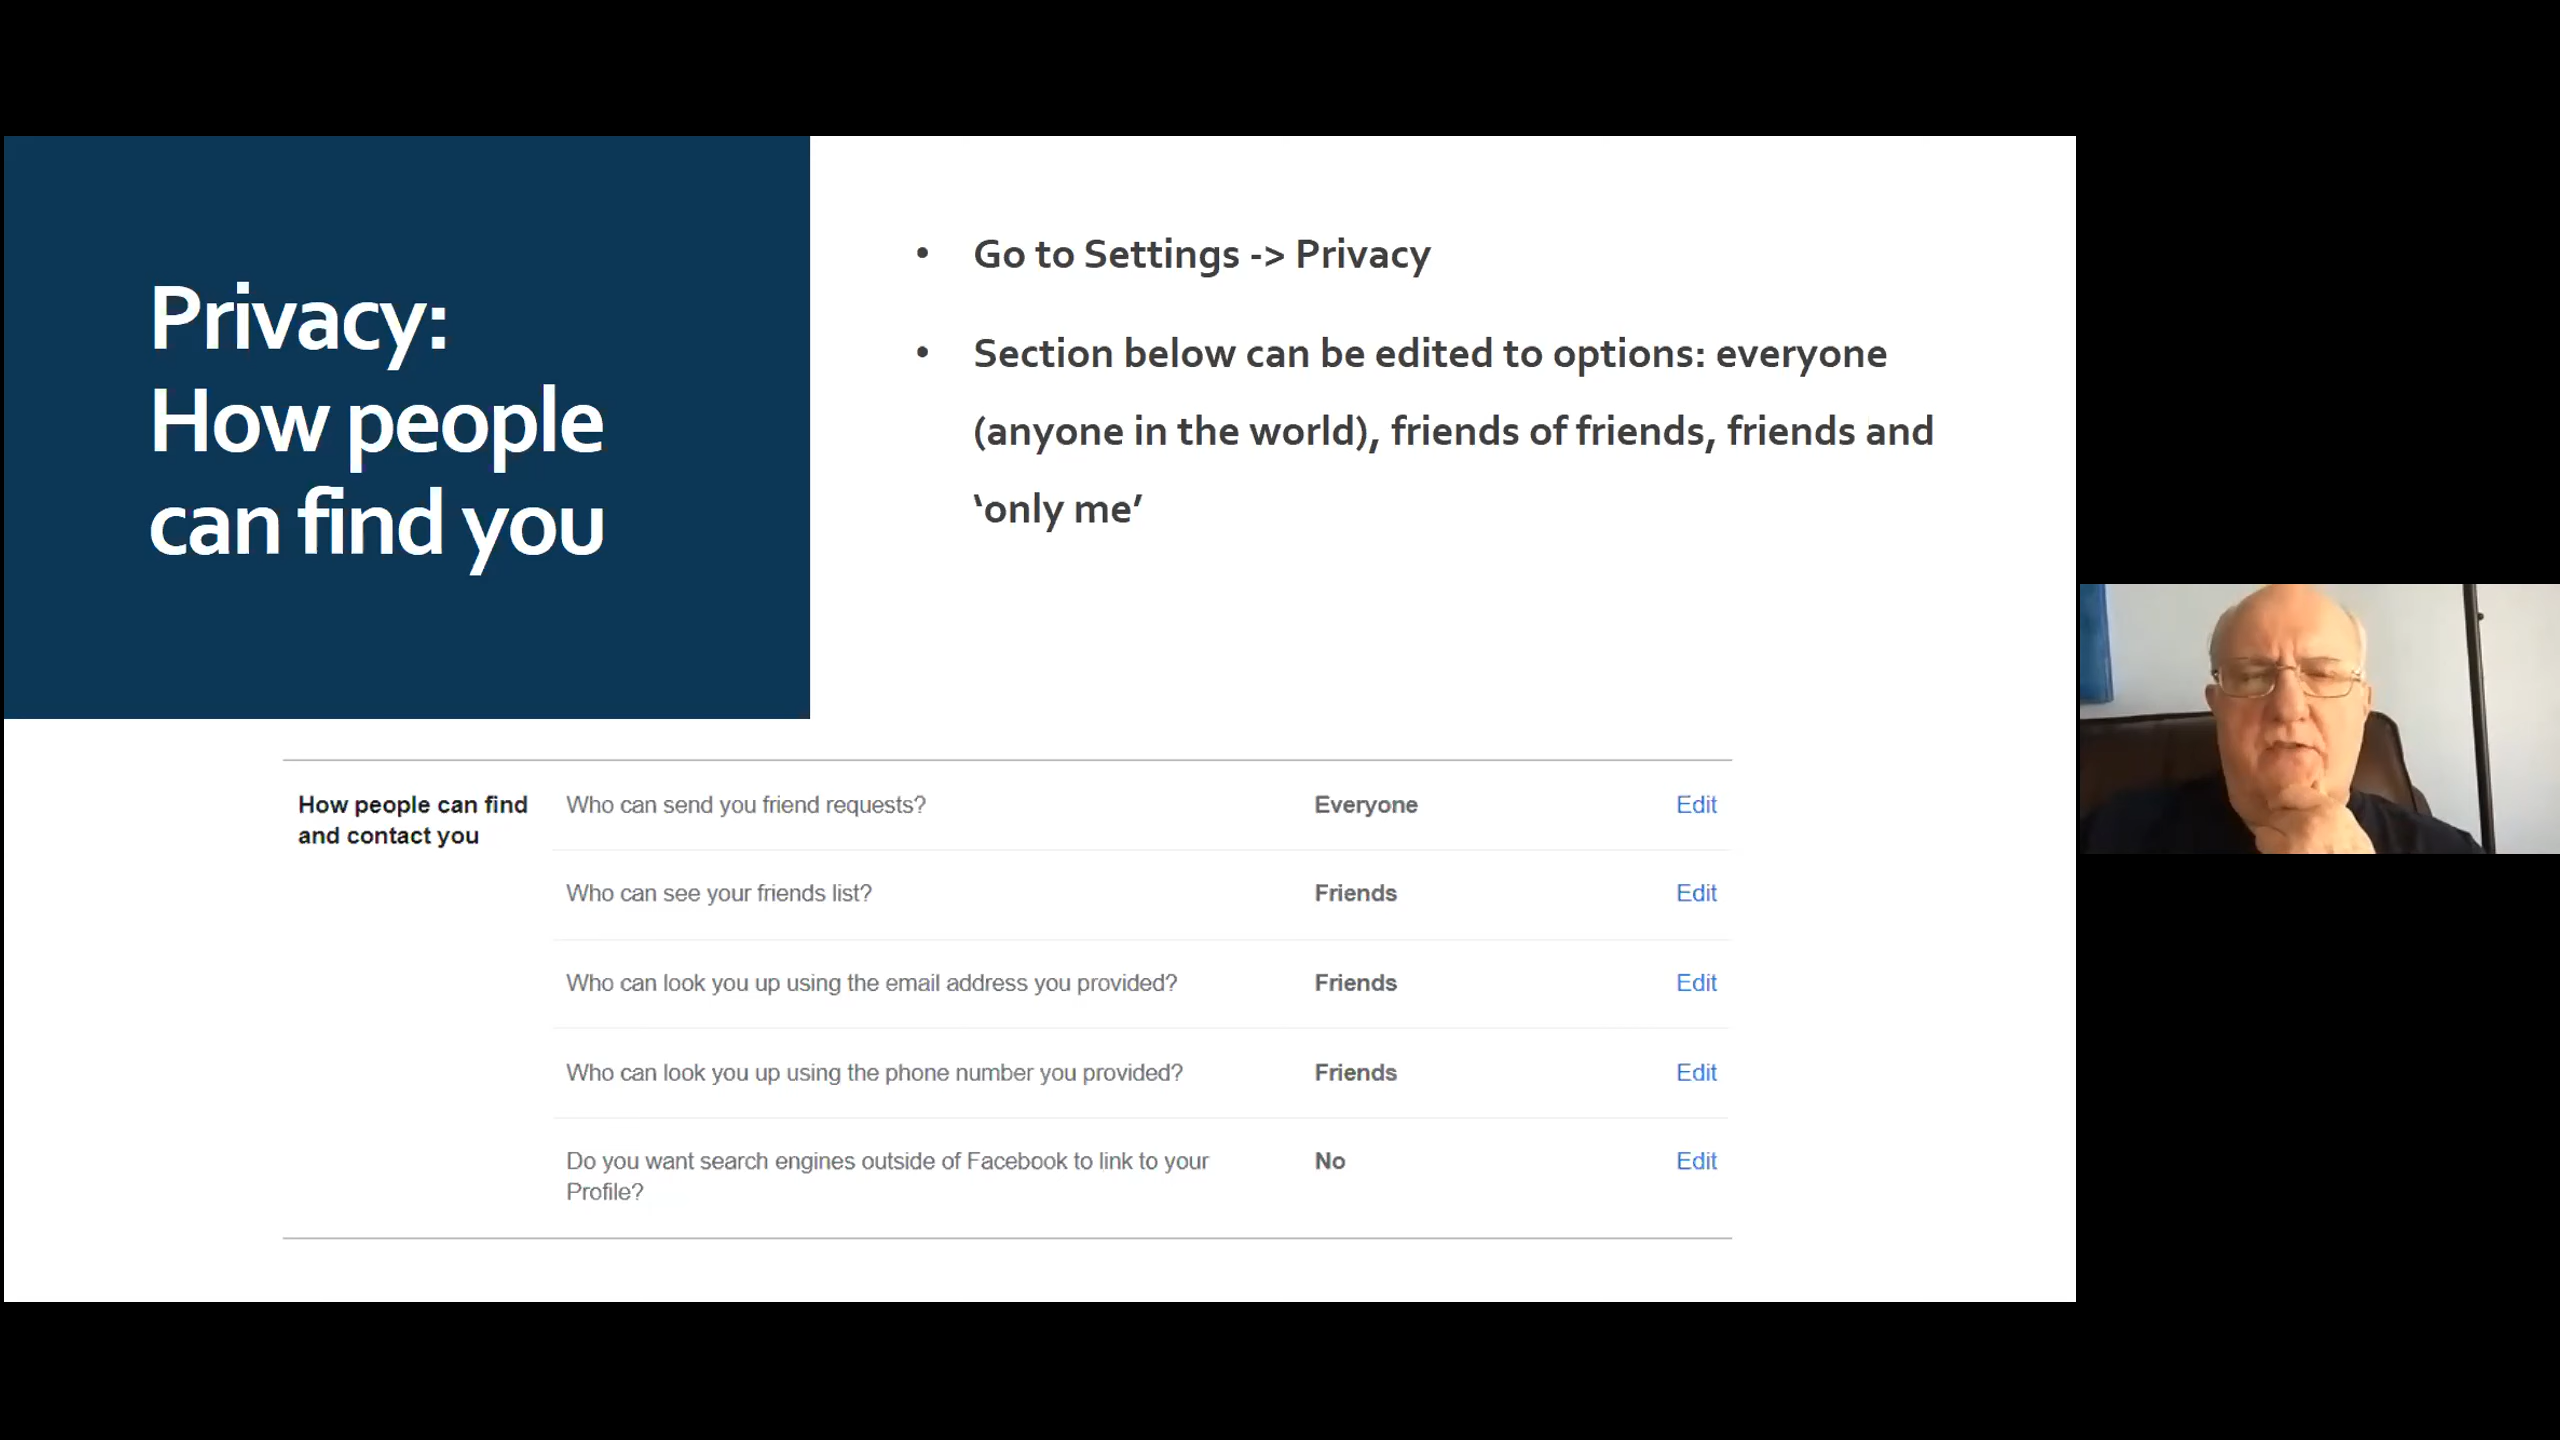 Privacy:
How people
can find you
• Go to Settings -> Privacy
• Section below can be edited to options: everyone
(anyone in the world), friends of friends, friends and
‘only me’
How people can find
and contact you
Who can send you friend requests? Everyone Edit
Who can see your friends list? Friends Edit
Who can look you up using the email address you provided? Friends Edit
Who can look you up using the phone number you provided? Friends Edit
Do you want search engines outside of Facebook to link to your No Edit
Profile?